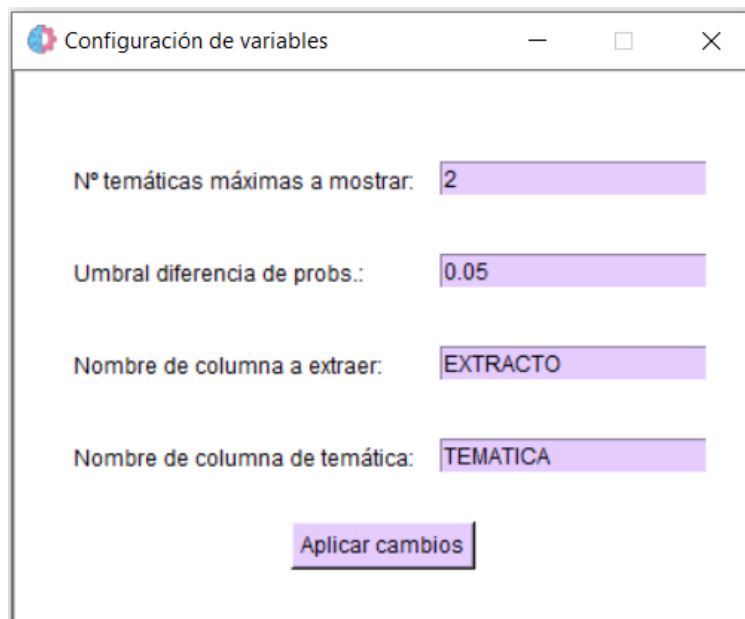 Configuración de variables
Nº temáticas máximas a mostrar: 2
Umbral diferencia de probs.: 0.05
Nombre de columna a extraer: EXTRACTO
Nombre de columna de temática: TEMATICA
Aplicar cambios